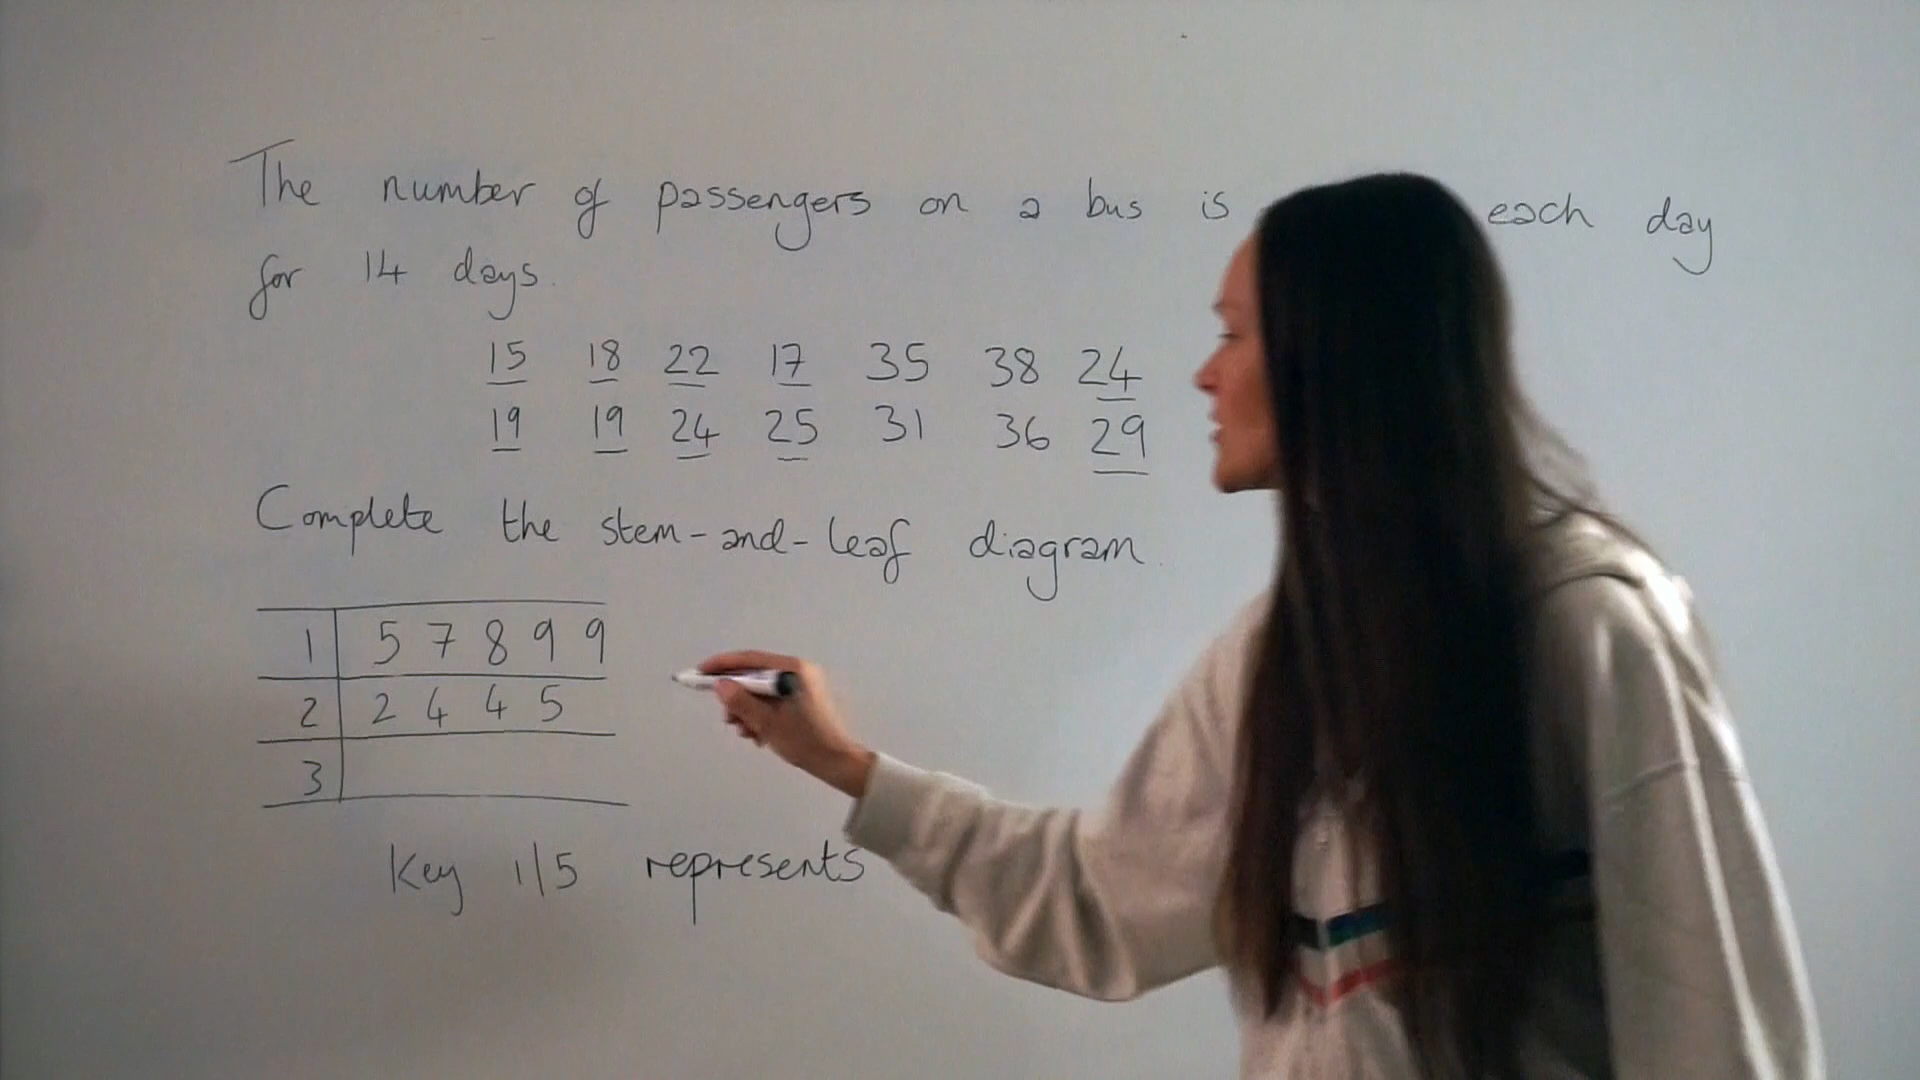 The number of passengers on a bus is each day
for 14 days.
15 18 22 17 35 38 24
19 19 24 25 31 36 29
Complete the stem-and-leaf diagram.
1 5 7 8 9 9
2 2 4 4 5
3
Key 1|5 represents